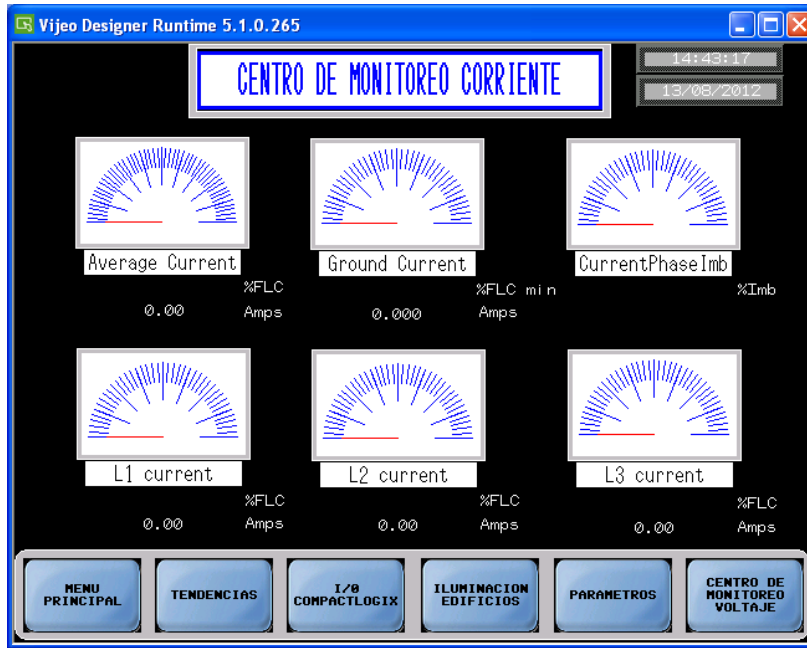 Vijeo Designer Runtime 5.1.0.265
CENTRO DE MONITOREO CORRIENTE
14:43:17
13/08/2012
Average Current
Ground Current
CurrentPhaseImb
%FLC
%FLC min
%Imb
0.00 Amps
0.000 Amps
L1 current
L2 current
L3 current
%FLC
%FLC
%FLC
0.00 Amps
0.00 Amps
0.00 Amps
MENU
PRINCIPAL
TENDENCIAS
I/0
COMPACTLOGIX
ILUMINACION
EDIFICIOS
PARAMETROS
CENTRO DE
MONITOREO
VOLTAJE